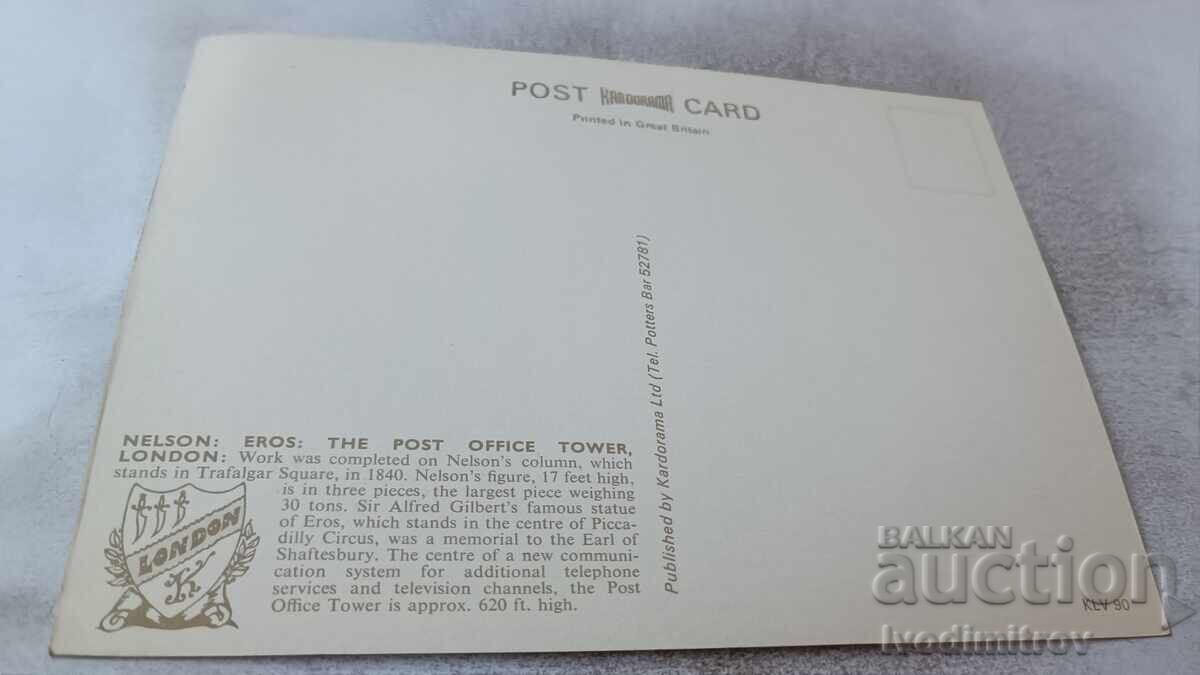 POST KARDORAMA CARD
Printed in Great Britain
Published by Kardorama Ltd (Tel. Potters Bar 52781)
NELSON: EROS: THE POST OFFICE TOWER,
LONDON: Work was completed on Nelson's column, which
stands in Trafalgar Square, in 1840. Nelson's figure, 17 feet high,
is in three pieces, the largest piece weighing
30 tons. Sir Alfred Gilbert's famous statue
of Eros, which stands in the centre of Picca-
dilly Circus, was a memorial to the Earl of
Shaftesbury. The centre of a new communi-
cation system for additional telephone
services and television channels, the Post
Office Tower is approx. 620 ft. high.
LONDON
K
KLV 90
BALKAN
auction
Ivodimitrov